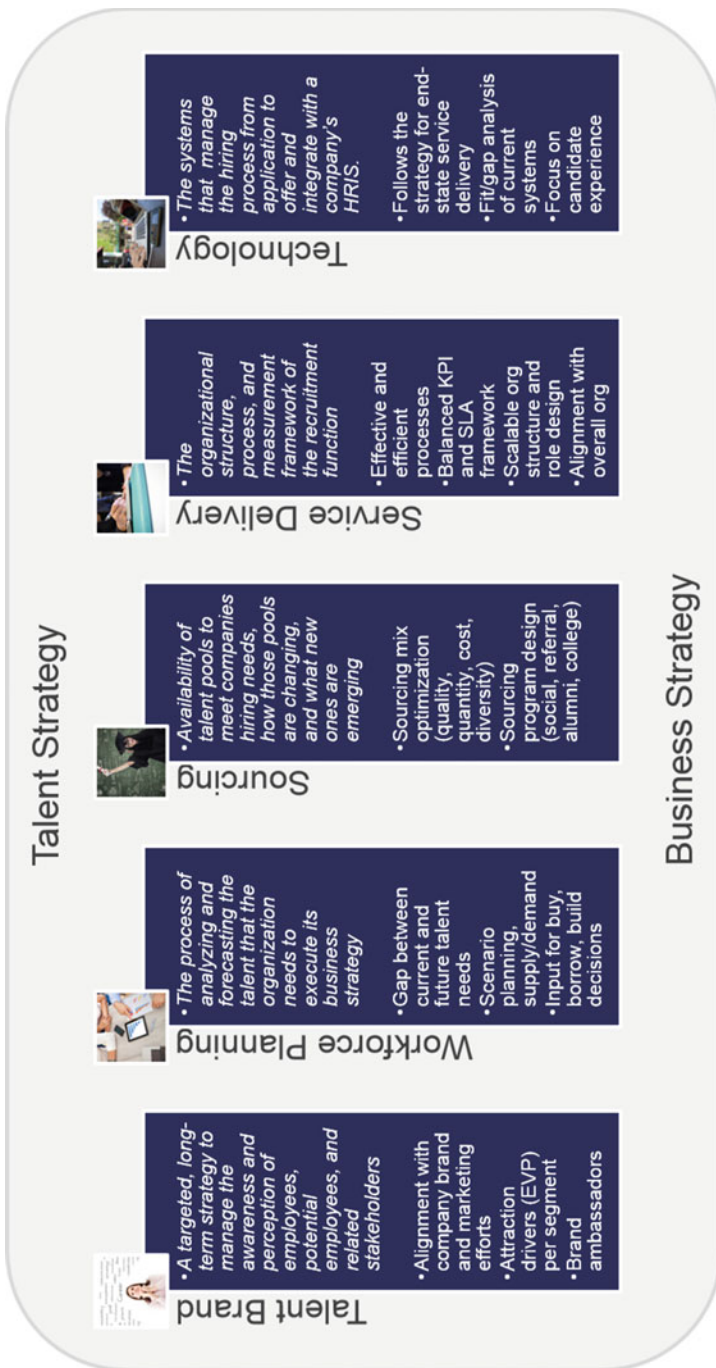 Talent Strategy
Talent Brand
• A targeted, long-
term strategy to
manage the
awareness and
perception of
employees,
potential
employees, and
related
stakeholders
• Alignment with
company brand
and marketing
efforts
• Attraction
drivers (EVP)
per segment
• Brand
ambassadors
Workforce Planning
• The process of
analyzing and
forecasting the
talent that the
organization
needs to
execute its
business
strategy
• Gap between
current and
future talent
needs
• Scenario
planning,
supply/demand
• Input for buy,
borrow, build
decisions
Sourcing
• Availability of
talent pools to
meet companies
hiring needs,
how those pools
are changing,
and what new
ones are
emerging
• Sourcing mix
optimization
(quality,
quantity, cost,
diversity)
• Sourcing
program design
(social, referral,
alumni, college)
Service Delivery
• The
organizational
structure,
process, and
measurement
framework of
the recruitment
function
• Effective and
efficient
processes
• Balanced KPI
and SLA
framework
• Scalable org
structure and
role design
• Alignment with
overall org
Technology
• The systems
that manage
the hiring
process from
application to
offer and
integrate with a
company's
HRIS.
• Follows the
strategy for end-
state service
delivery
• Fit/gap analysis
of current
systems
• Focus on
candidate
experience
Business Strategy